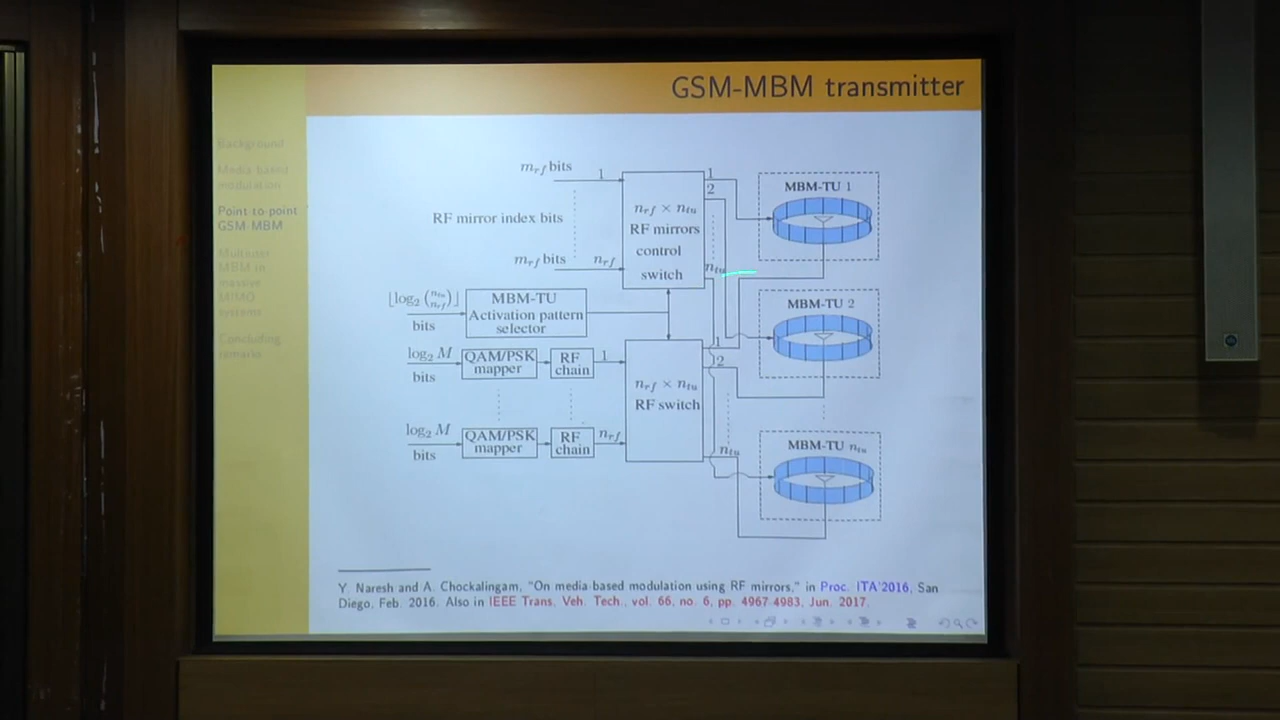 GSM-MBM transmitter
background
Media based
modulation
Point-to-point
GSM-MBM
Multiuser
MBM in
massive
MIMO
systems
Concluding
remarks
m_rf bits
1
RF mirror index bits
m_rf bits
n_rf
n_rf × n_tu
RF mirrors
control
switch
1
2
n_tu
⌊log₂ (n_tu n_rf)⌋
bits
MBM-TU
Activation pattern
selector
log₂ M
bits
QAM/PSK
mapper
RF
chain
1
log₂ M
bits
QAM/PSK
mapper
RF
chain
n_rf
n_rf × n_tu
RF switch
1
2
n_tu
MBM-TU 1
MBM-TU 2
MBM-TU n_tu
Y. Naresh and A. Chockalingam, "On media-based modulation using RF mirrors," in Proc. ITA'2016, San
Diego, Feb. 2016. Also in IEEE Trans. Veh. Tech., vol. 66, no. 6, pp. 4967-4983, Jun. 2017.